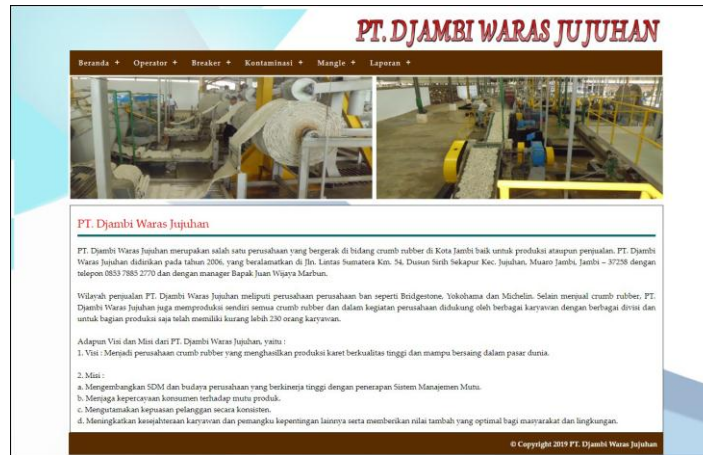 PT. DJAMBI WARAS JUJUHAN
Beranda + Operator + Breaker + Kontaminasi + Mangle + Laporan +
PT. Djambi Waras Jujuhan
PT. Djambi Waras Jujuhan merupakan salah satu perusahaan yang bergerak di bidang crumb rubber di Kota Jambi baik untuk produksi ataupun penjualan. PT. Djambi
Waras Jujuhan didirikan pada tahun 2006, yang beralamatkan di Jln. Lintas Sumatera Km. 54, Dusun Sirih Sekapur Kec. Jujuhan, Muaro Jambi, Jambi – 37258 dengan
telepon 0853 7885 2770 dan dengan manager Bapak Juan Wijaya Marbun.
Wilayah penjualan PT. Djambi Waras Jujuhan meliputi perusahaan perusahaan ban seperti Bridgestone, Yokohama dan Michelin. Selain menjual crumb rubber, PT.
Djambi Waras Jujuhan juga memproduksi sendiri semua crumb rubber dan dalam kegiatan perusahaan didukung oleh berbagai karyawan dengan berbagai divisi dan
untuk bagian produksi saja telah memiliki kurang lebih 230 orang karyawan.
Adapun Visi dan Misi dari PT. Djambi Waras Jujuhan, yaitu :
1. Visi : Menjadi perusahaan crumb rubber yang menghasilkan produksi karet berkualitas tinggi dan mampu bersaing dalam pasar dunia.
2. Misi :
a. Mengembangkan SDM dan budaya perusahaan yang berkinerja tinggi dengan penerapan Sistem Manajemen Mutu.
b. Menjaga kepercayaan konsumen terhadap mutu produk.
c. Mengutamakan kepuasan pelanggan secara konsisten.
d. Meningkatkan kesejahteraan karyawan dan pemangku kepentingan lainnya serta memberikan nilai tambah yang optimal bagi masyarakat dan lingkungan.
© Copyright 2019 PT. Djambi Waras Jujuhan